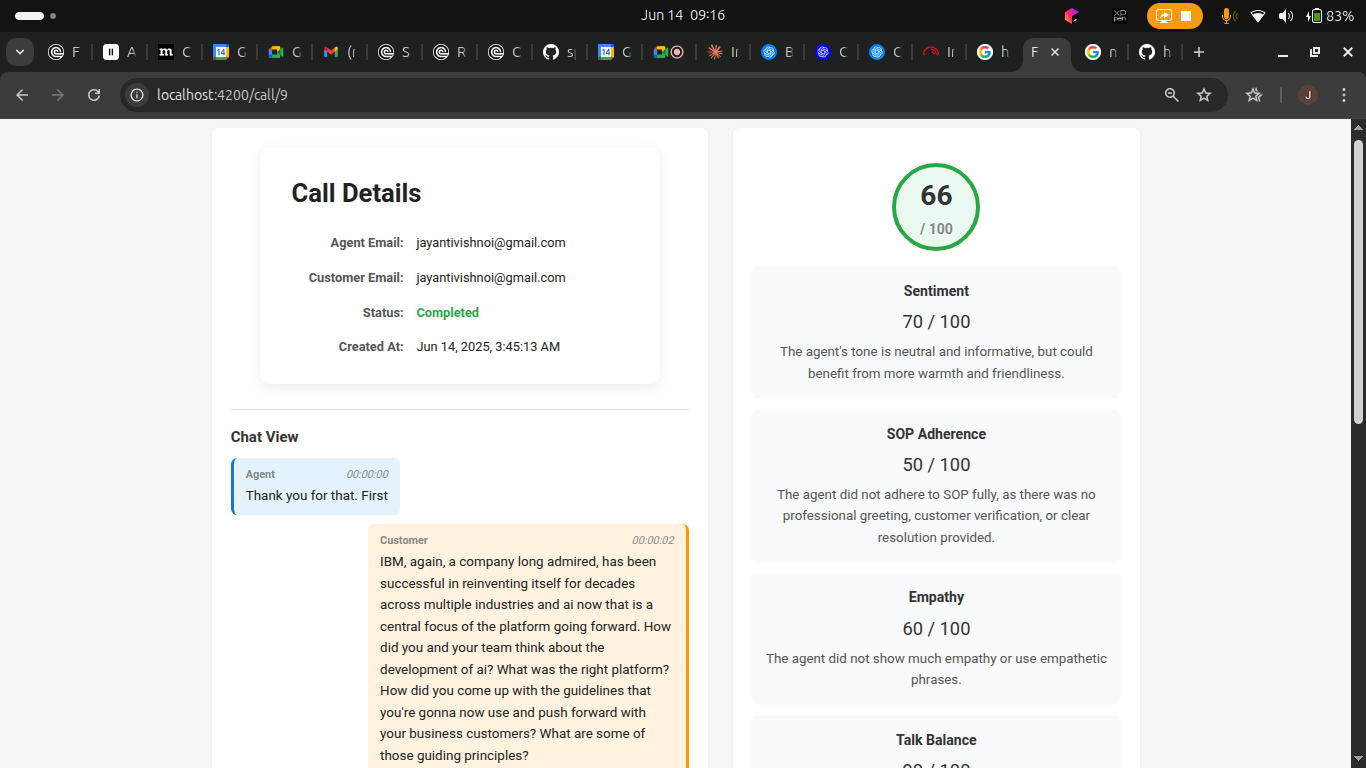 Jun 14 09:16
83%
F
A
C
G
G
(r
S
R
C
s
G
Ir
B
C
C
Ir
h
F
n
h
localhost:4200/call/9
J
Call Details
Agent Email: jayantivishnoi@gmail.com
Customer Email: jayantivishnoi@gmail.com
Status: Completed
Created At: Jun 14, 2025, 3:45:13 AM
Chat View
Agent 00:00:00
Thank you for that. First
Customer 00:00:02
IBM, again, a company long admired, has been
successful in reinventing itself for decades
across multiple industries and ai now that is a
central focus of the platform going forward. How
did you and your team think about the
development of ai? What was the right platform?
How did you come up with the guidelines that
you're gonna now use and push forward with
your business customers? What are some of
those guiding principles?
66
/ 100
Sentiment
70 / 100
The agent's tone is neutral and informative, but could
benefit from more warmth and friendliness.
SOP Adherence
50 / 100
The agent did not adhere to SOP fully, as there was no
professional greeting, customer verification, or clear
resolution provided.
Empathy
60 / 100
The agent did not show much empathy or use empathetic
phrases.
Talk Balance